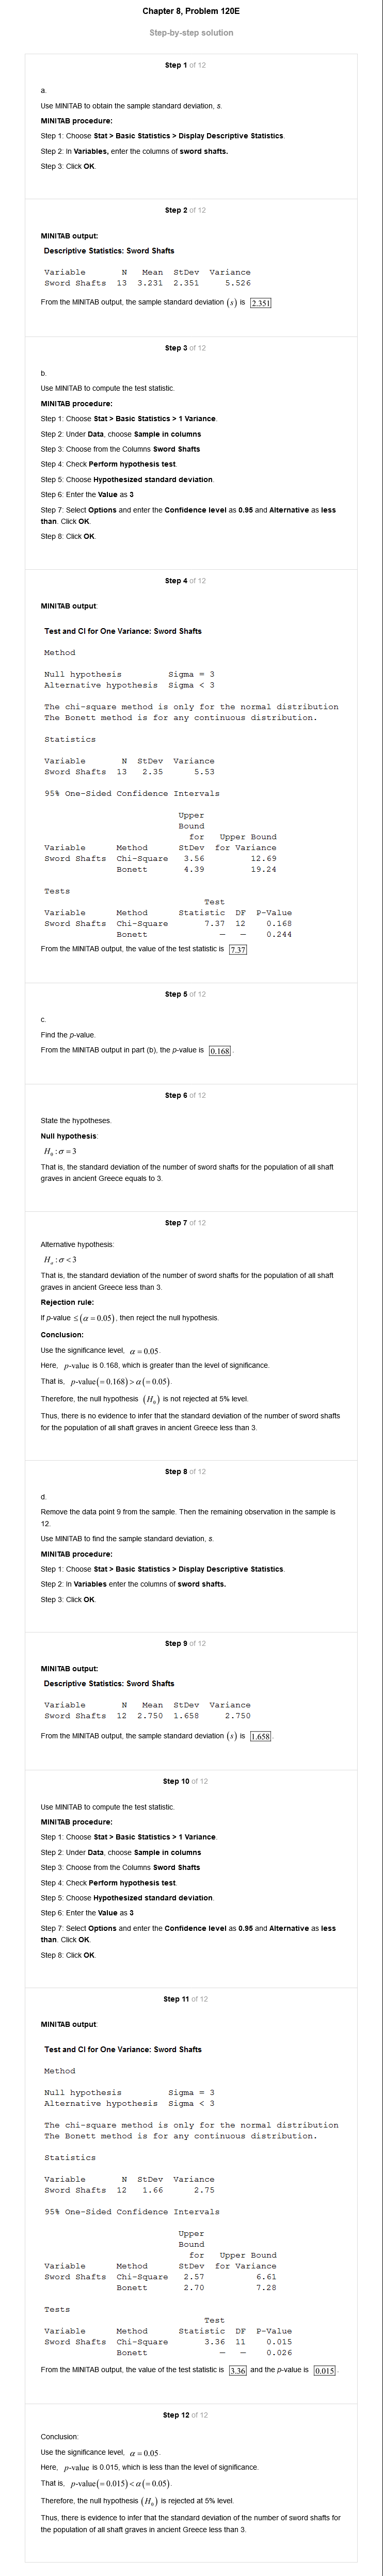 Chapter 8, Problem 120E
Step-by-step solution
Step 1 of 12
a.
Use MINITAB to obtain the sample standard deviation, s.
MINITAB procedure:
Step 1: Choose Stat > Basic Statistics > Display Descriptive Statistics.
Step 2: In Variables, enter the columns of sword shafts.
Step 3: Click OK.
Step 2 of 12
MINITAB output:
Descriptive Statistics: Sword Shafts
Variable N Mean StDev Variance
Sword Shafts 13 3.231 2.351 5.526
From the MINITAB output, the sample standard deviation (s) is 2.351
Step 3 of 12
b.
Use MINITAB to compute the test statistic.
MINITAB procedure:
Step 1: Choose Stat > Basic Statistics > 1 Variance.
Step 2: Under Data, choose Sample in columns
Step 3: Choose from the Columns Sword Shafts
Step 4: Check Perform hypothesis test.
Step 5: Choose Hypothesized standard deviation.
Step 6: Enter the Value as 3
Step 7: Select Options and enter the Confidence level as 0.95 and Alternative as less
than. Click OK.
Step 8: Click OK.
Step 4 of 12
MINITAB output:
Test and CI for One Variance: Sword Shafts
Method
Null hypothesis Sigma = 3
Alternative hypothesis Sigma < 3
The chi-square method is only for the normal distribution
The Bonett method is for any continuous distribution.
Statistics
Variable N StDev Variance
Sword Shafts 13 2.35 5.53
95% One-Sided Confidence Intervals
Upper
Bound
for Upper Bound
Variable Method StDev for Variance
Sword Shafts Chi-Square 3.56 12.69
Bonett 4.39 19.24
Tests
Test
Variable Method Statistic DF P-Value
Sword Shafts Chi-Square 7.37 12 0.168
Bonett — — 0.244
From the MINITAB output, the value of the test statistic is 7.37
Step 5 of 12
c.
Find the p-value.
From the MINITAB output in part (b), the p-value is 0.168.
Step 6 of 12
State the hypotheses.
Null hypothesis:
H₀ : σ = 3
That is, the standard deviation of the number of sword shafts for the population of all shaft
graves in ancient Greece equals to 3.
Step 7 of 12
Alternative hypothesis:
Hₐ : σ < 3
That is, the standard deviation of the number of sword shafts for the population of all shaft
graves in ancient Greece less than 3.
Rejection rule:
If p-value ≤ (α = 0.05), then reject the null hypothesis.
Conclusion:
Use the significance level, α = 0.05.
Here, p-value is 0.168, which is greater than the level of significance.
That is, p-value(= 0.168) > α(= 0.05).
Therefore, the null hypothesis (H₀) is not rejected at 5% level.
Thus, there is no evidence to infer that the standard deviation of the number of sword shafts
for the population of all shaft graves in ancient Greece less than 3.
Step 8 of 12
d.
Remove the data point 9 from the sample. Then the remaining observation in the sample is
12.
Use MINITAB to find the sample standard deviation, s.
MINITAB procedure:
Step 1: Choose Stat > Basic Statistics > Display Descriptive Statistics.
Step 2: In Variables enter the columns of sword shafts.
Step 3: Click OK.
Step 9 of 12
MINITAB output:
Descriptive Statistics: Sword Shafts
Variable N Mean StDev Variance
Sword Shafts 12 2.750 1.658 2.750
From the MINITAB output, the sample standard deviation (s) is 1.658.
Step 10 of 12
Use MINITAB to compute the test statistic.
MINITAB procedure:
Step 1: Choose Stat > Basic Statistics > 1 Variance.
Step 2: Under Data, choose Sample in columns
Step 3: Choose from the Columns Sword Shafts
Step 4: Check Perform hypothesis test.
Step 5: Choose Hypothesized standard deviation.
Step 6: Enter the Value as 3
Step 7: Select Options and enter the Confidence level as 0.95 and Alternative as less
than. Click OK.
Step 8: Click OK.
Step 11 of 12
MINITAB output:
Test and CI for One Variance: Sword Shafts
Method
Null hypothesis Sigma = 3
Alternative hypothesis Sigma < 3
The chi-square method is only for the normal distribution
The Bonett method is for any continuous distribution.
Statistics
Variable N StDev Variance
Sword Shafts 12 1.66 2.75
95% One-Sided Confidence Intervals
Upper
Bound
for Upper Bound
Variable Method StDev for Variance
Sword Shafts Chi-Square 2.57 6.61
Bonett 2.70 7.28
Tests
Test
Variable Method Statistic DF P-Value
Sword Shafts Chi-Square 3.36 11 0.015
Bonett — — 0.026
From the MINITAB output, the value of the test statistic is 3.36 and the p-value is 0.015.
Step 12 of 12
Conclusion:
Use the significance level, α = 0.05.
Here, p-value is 0.015, which is less than the level of significance.
That is, p-value(= 0.015) < α(= 0.05).
Therefore, the null hypothesis (H₀) is rejected at 5% level.
Thus, there is evidence to infer that the standard deviation of the number of sword shafts for
the population of all shaft graves in ancient Greece less than 3.